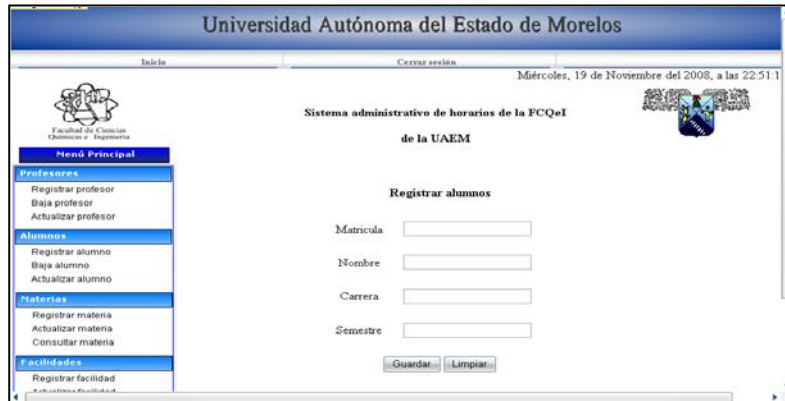 Universidad Autónoma del Estado de Morelos
Inicio
Cerrar sesión
Miércoles, 19 de Noviembre del 2008, a las 22:51:1
Facultad de Ciencias
Químicas e Ingeniería
Sistema administrativo de horarios de la FCQeI
de la UAEM
Menú Principal
Profesores
Registrar profesor
Baja profesor
Actualizar profesor
Alumnos
Registrar alumno
Baja alumno
Actualizar alumno
Materias
Registrar materia
Actualizar materia
Consultar materia
Facilidades
Registrar facilidad
Registrar alumnos
Matricula
Nombre
Carrera
Semestre
Guardar
Limpiar